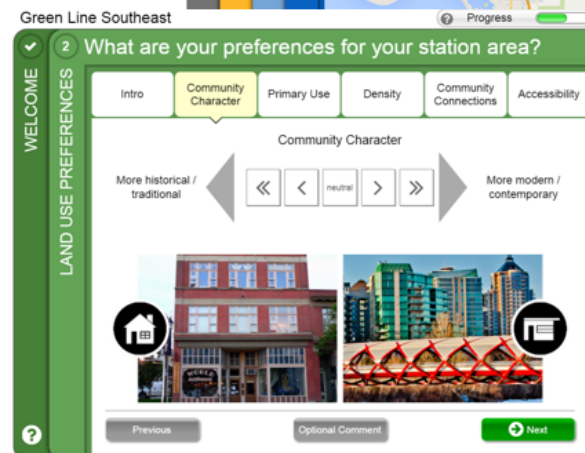 Green Line Southeast
? Progress
2 What are your preferences for your station area?
WELCOME
LAND USE PREFERENCES
Intro
Community
Character
Primary Use
Density
Community
Connections
Accessibility
Community Character
More historical /
traditional
« < neutral > »
More modern /
contemporary
WORLD
Previous
Optional Comment
Next
?